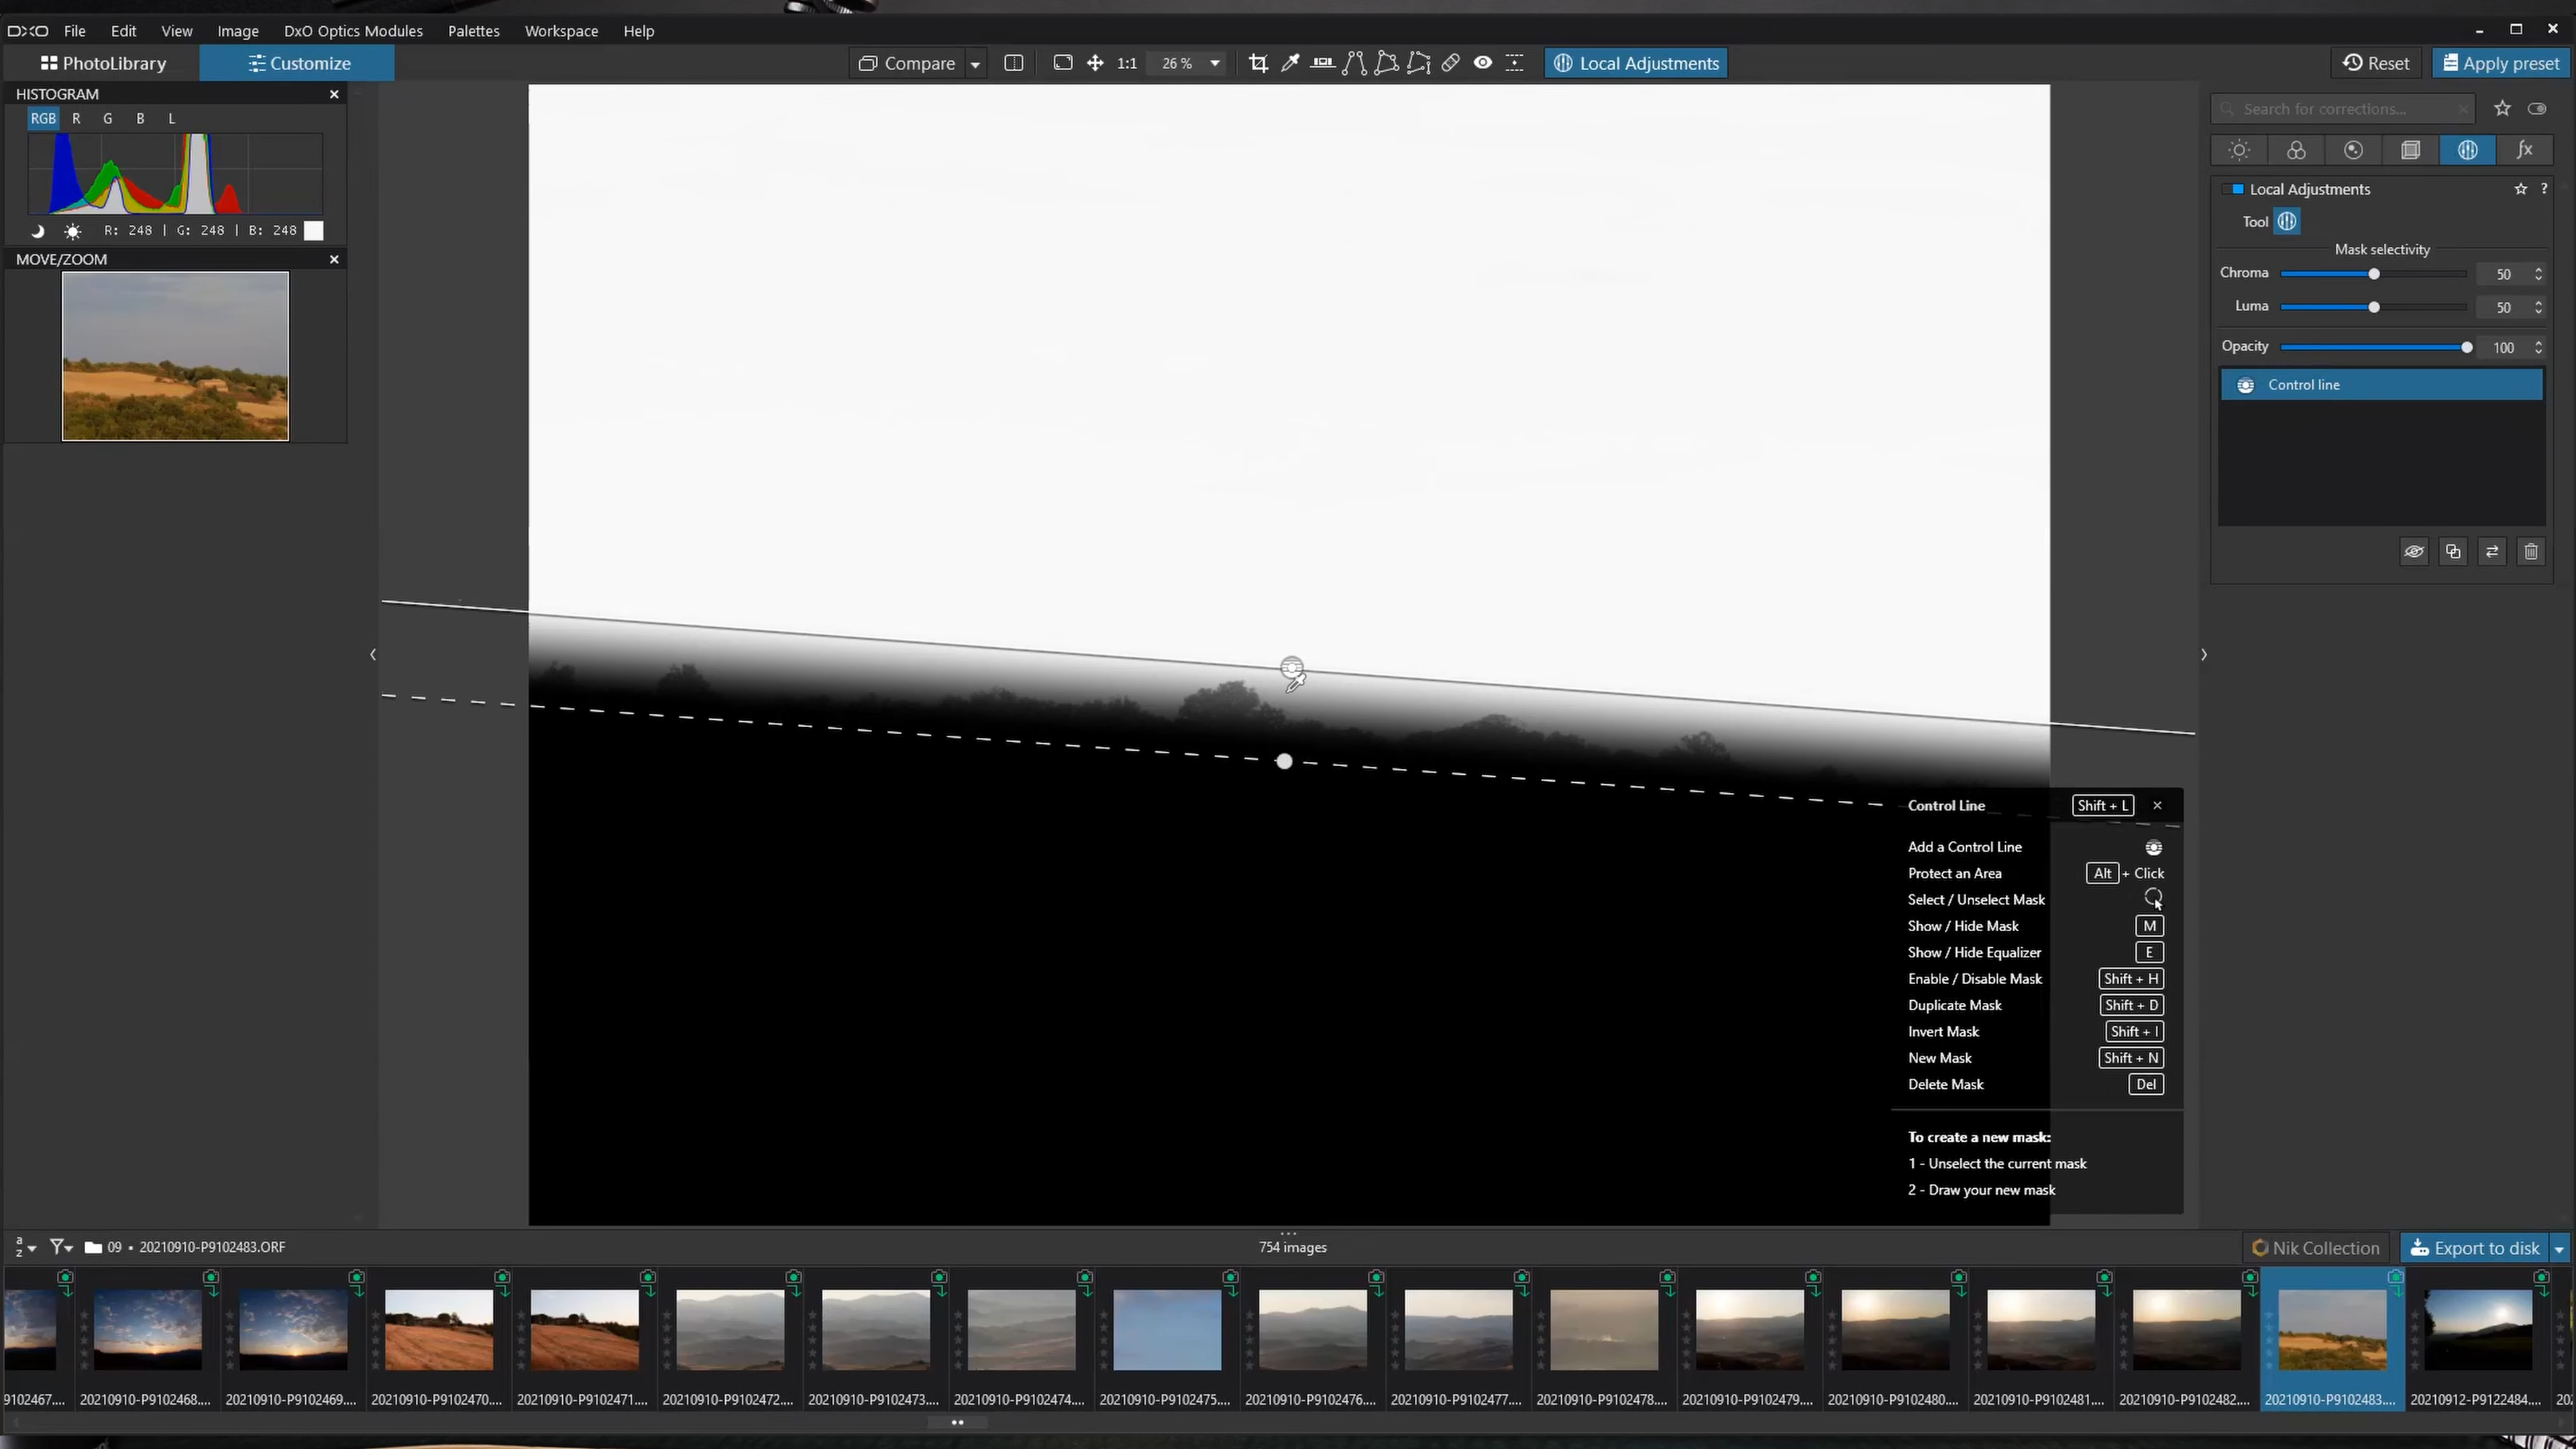 DXO File Edit View Image DxO Optics Modules Palettes Workspace Help
PhotoLibrary Customize Compare 1:1 26 % Local Adjustments Reset Apply preset
HISTOGRAM
RGB R G B L
R: 248 | G: 248 | B: 248
MOVE/ZOOM
Search for corrections...
fx
Local Adjustments ?
Tool
Mask selectivity
Chroma 50
Luma 50
Opacity 100
Control line
Control Line Shift + L
Add a Control Line
Protect an Area Alt + Click
Select / Unselect Mask
Show / Hide Mask M
Show / Hide Equalizer E
Enable / Disable Mask Shift + H
Duplicate Mask Shift + D
Invert Mask Shift + I
New Mask Shift + N
Delete Mask Del
To create a new mask:
1 - Unselect the current mask
2 - Draw your new mask
a
z
09 • 20210910-P9102483.ORF 754 images Nik Collection Export to disk
9102467.... 20210910-P9102468.... 20210910-P9102469.... 20210910-P9102470.... 20210910-P9102471.... 20210910-P9102472.... 20210910-P9102473.... 20210910-P9102474.... 20210910-P9102475.... 20210910-P9102476.... 20210910-P9102477.... 20210910-P9102478.... 20210910-P9102479.... 20210910-P9102480.... 20210910-P9102481.... 20210910-P9102482.... 20210910-P9102483.... 20210912-P9122484....